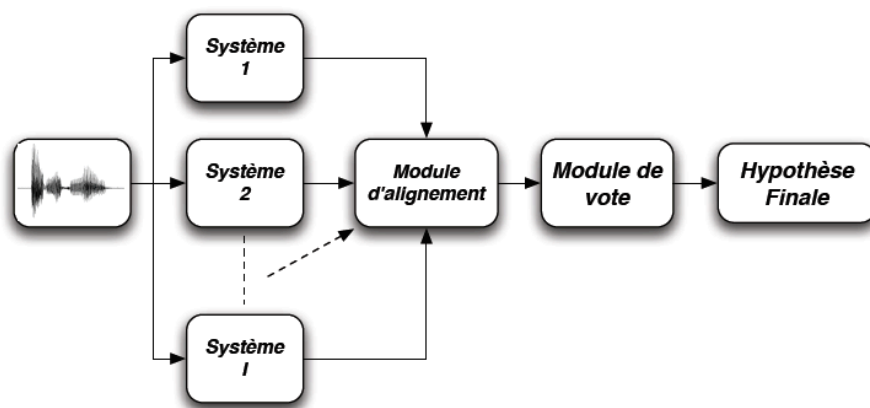 Système
1
Système
2
Module
d'alignement
Module de
vote
Hypothèse
Finale
Système
I